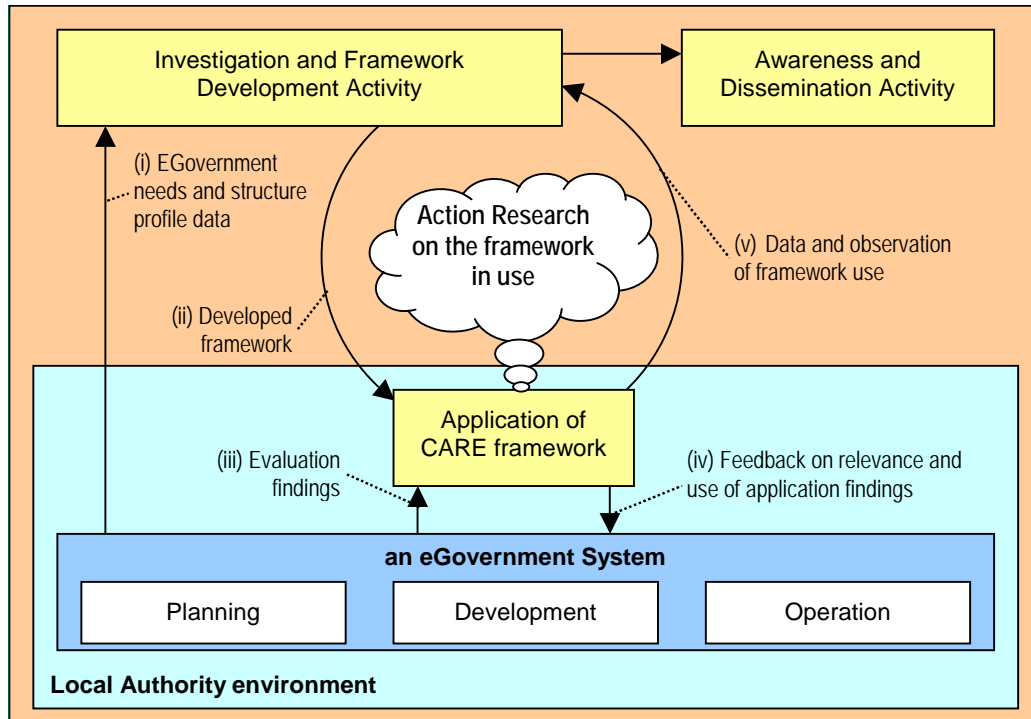 Investigation and Framework
Development Activity
Awareness and
Dissemination Activity
(i) EGovernment
needs and structure
profile data
Action Research
on the framework
in use
(v) Data and observation
of framework use
(ii) Developed
framework
Application of
CARE framework
(iii) Evaluation
findings
(iv) Feedback on relevance and
use of application findings
an eGovernment System
Planning
Development
Operation
Local Authority environment